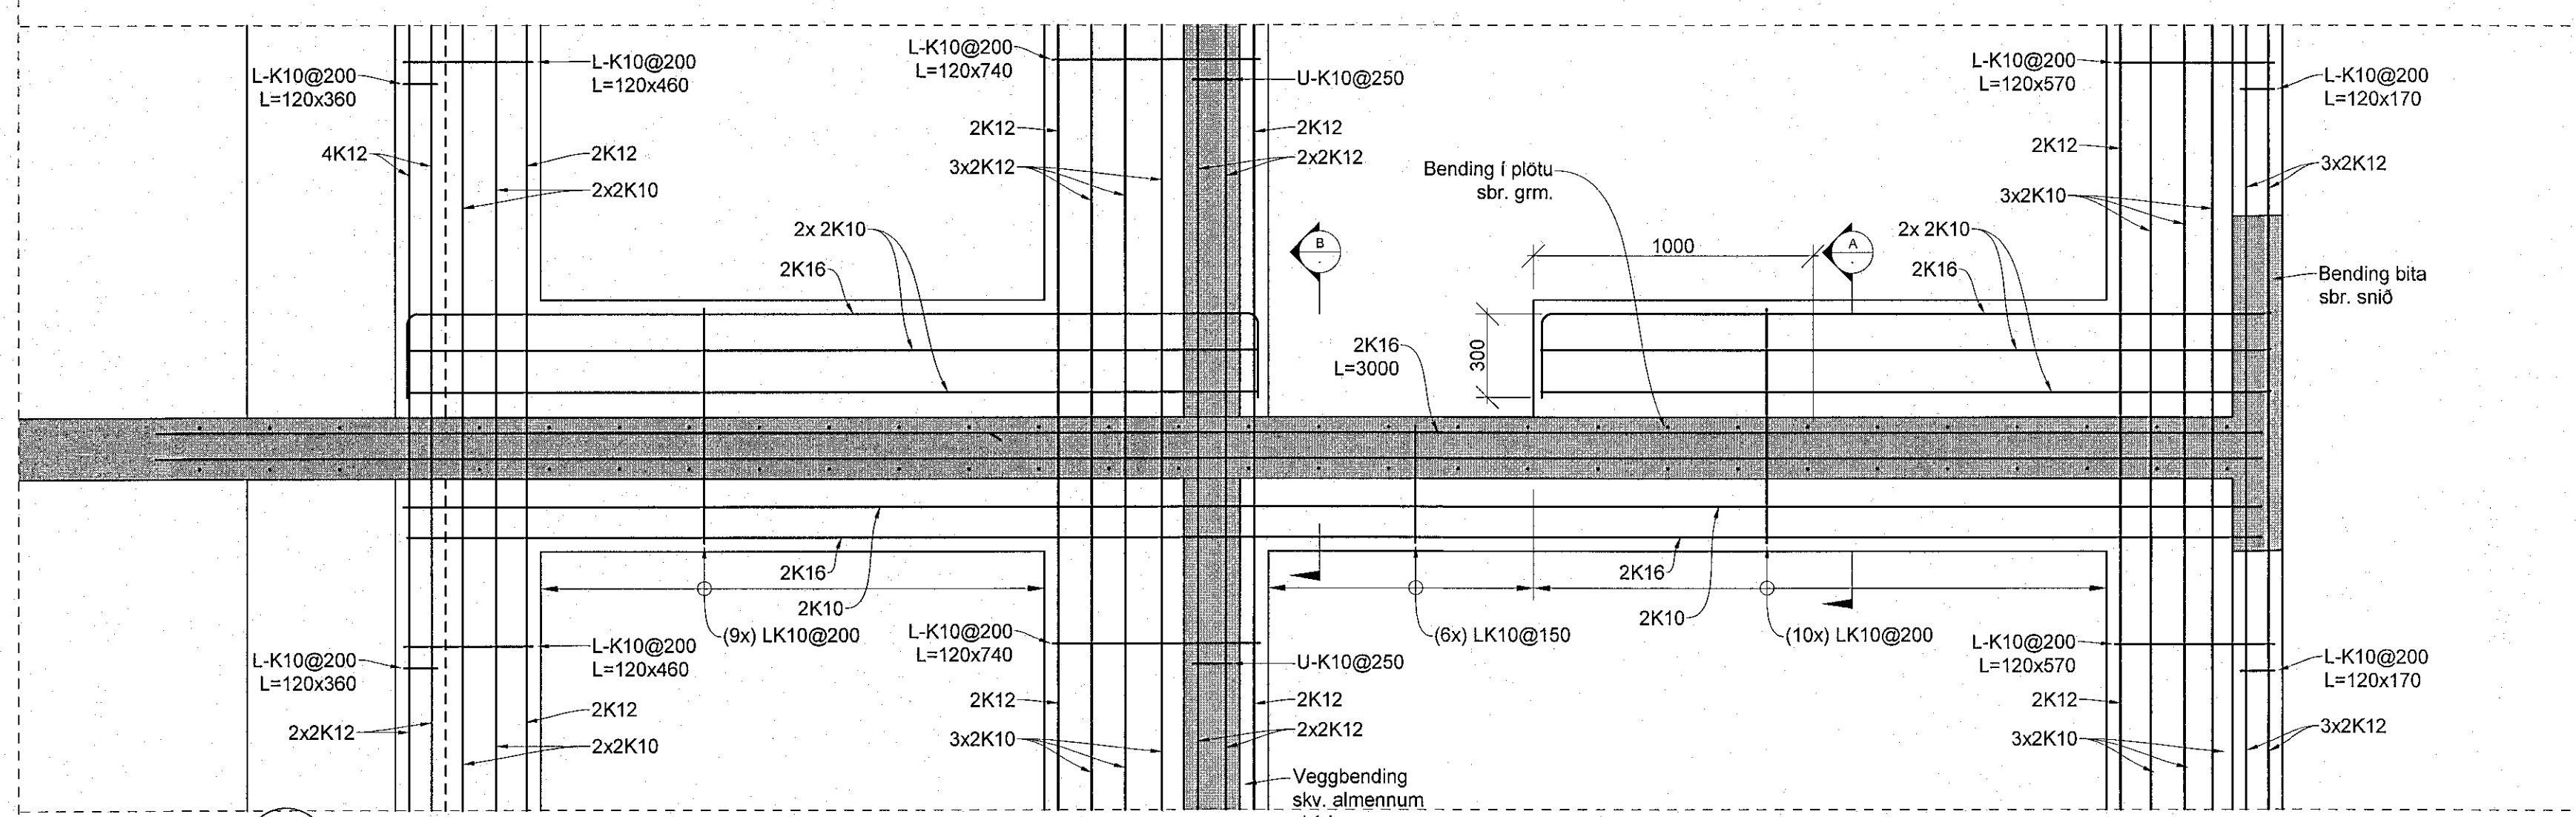 L-K10@200
L=120x360
L-K10@200
L=120x460
L-K10@200
L=120x740
U-K10@250
L-K10@200
L=120x570
L-K10@200
L=120x170
4K12
2K12
2x2K10
2K12
3x2K12
2K12
2x2K12
2K12
3x2K10
3x2K12
Bending í plötu
sbr. grm.
2x 2K10
2K16
B
-
1000
A
-
2x 2K10
2K16
Bending bita
sbr. snið
300
2K16
L=3000
2K16
2K10
(9x) LK10@200
(6x) LK10@150
2K16
2K10
(10x) LK10@200
L-K10@200
L=120x360
L-K10@200
L=120x460
L-K10@200
L=120x740
U-K10@250
L-K10@200
L=120x570
L-K10@200
L=120x170
2x2K12
2K12
2x2K10
2K12
3x2K10
2K12
2x2K12
2K12
3x2K10
3x2K12
Veggbending
skv. almennum